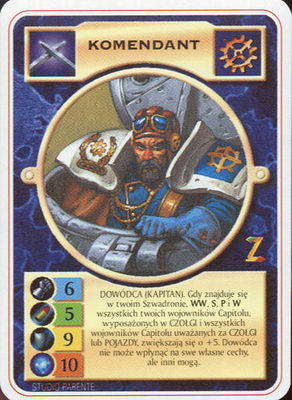 KOMENDANT
Z
6
5
9
10
DOWÓDCA (KAPITAN). Gdy znajduje się
w twoim Szwadronie, WW, S, P i W
wszystkich twoich wojowników Capitolu,
wyposażonych w CZOŁGI i wszystkich
wojowników Capitolu uważanych za CZOŁGI
lub POJAZDY, zwiększają się o +5. Dowódca
nie może wpłynąć na swe własne cechy,
ale inni mogą.
STUDIO PARENTE